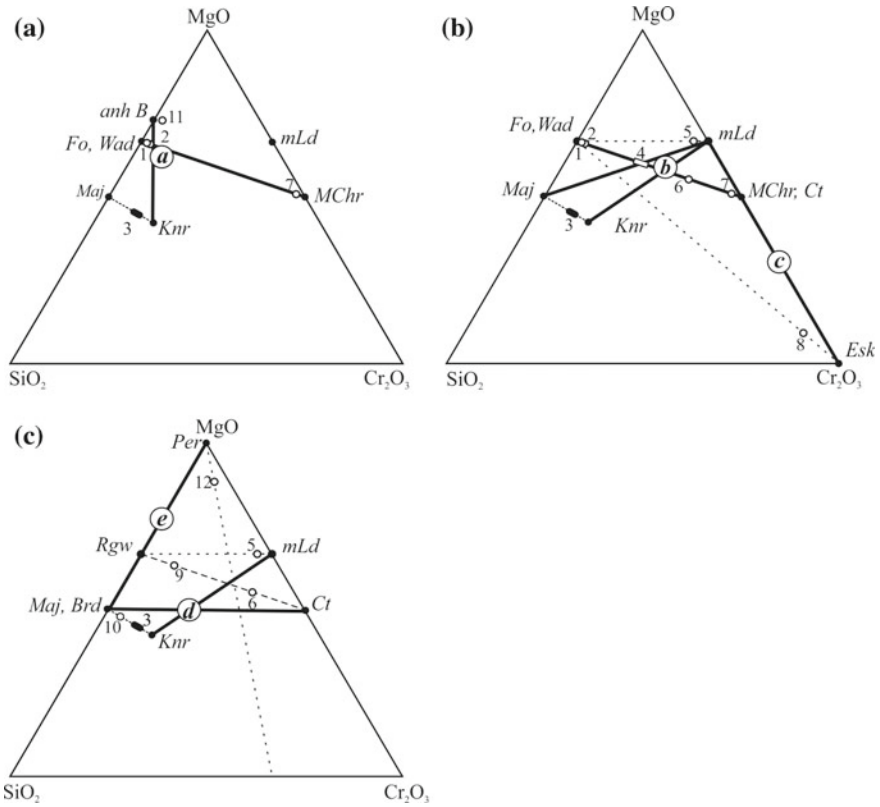 (a) MgO
anh B 11
Fo, Wad 1 2 a mLd
Maj 7 MChr
3 Knr
SiO₂ Cr₂O₃
(b) MgO
Fo,Wad 2 5 mLd
1 4 b
Maj 6 7 MChr, Ct
3 Knr
c
8 Esk
SiO₂ Cr₂O₃
(c) MgO
Per
12
e
Rgw 5 mLd
9
6
Maj, Brd d Ct
10 3 Knr
SiO₂ Cr₂O₃